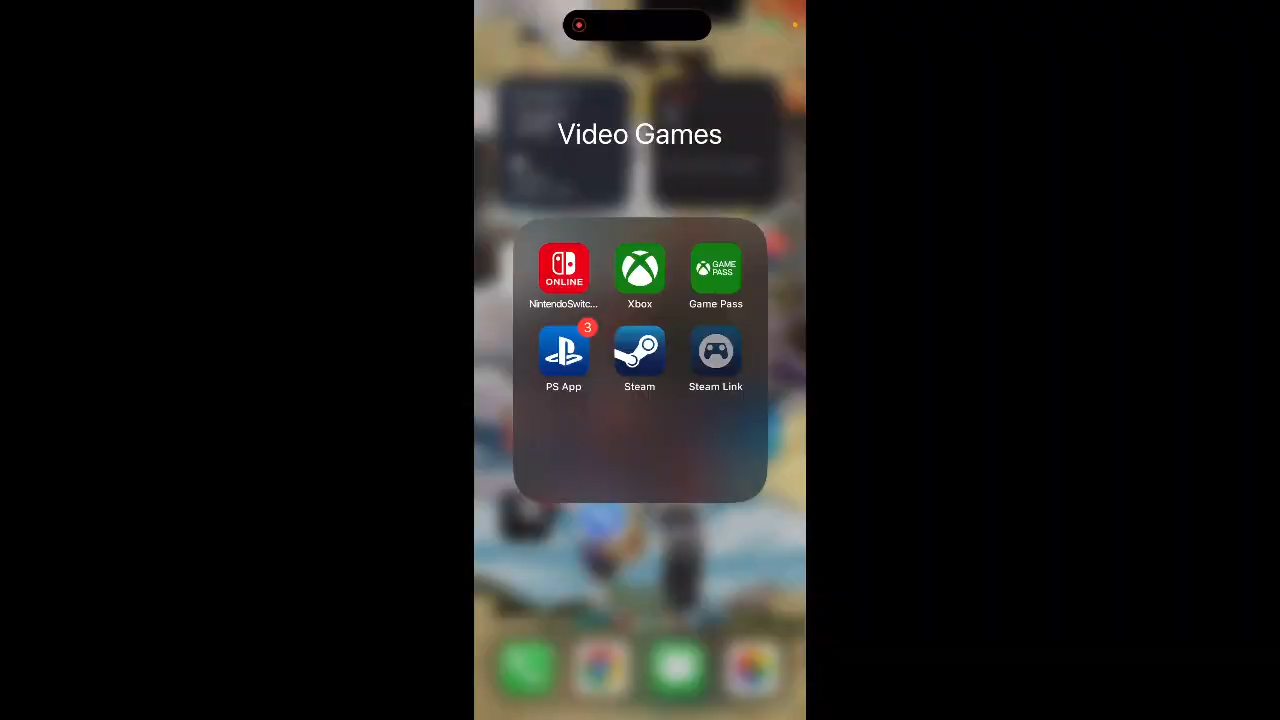 Video Games
ONLINE
GAME
PASS
NintendoSwitc...
Xbox
Game Pass
3
PS App
Steam
Steam Link